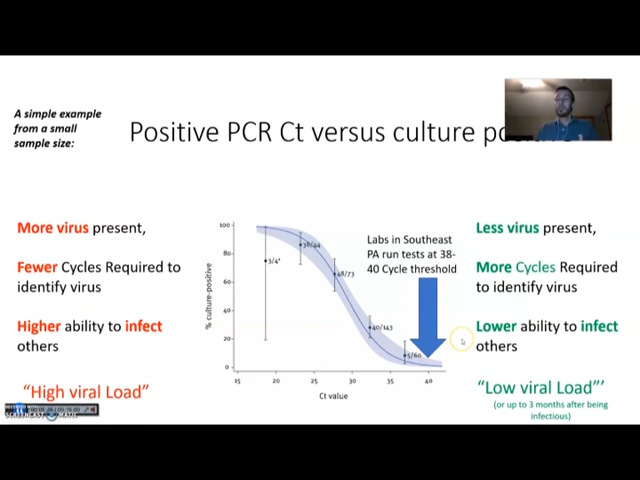 A simple example
from a small
sample size:
Positive PCR Ct versus culture po
More virus present,
Fewer Cycles Required to
identify virus
Higher ability to infect
others
"High viral Load"
% culture-positive
100
80
60
40
20
0
15
20
25
30
35
40
Ct value
3/4*
38/44
48/73
40/143
5/60
Labs in Southeast
PA run tests at 38-
40 Cycle threshold
Less virus present,
More Cycles Required
to identify virus
Lower ability to infect
others
"Low viral Load"'
(or up to 3 months after being
infectious)